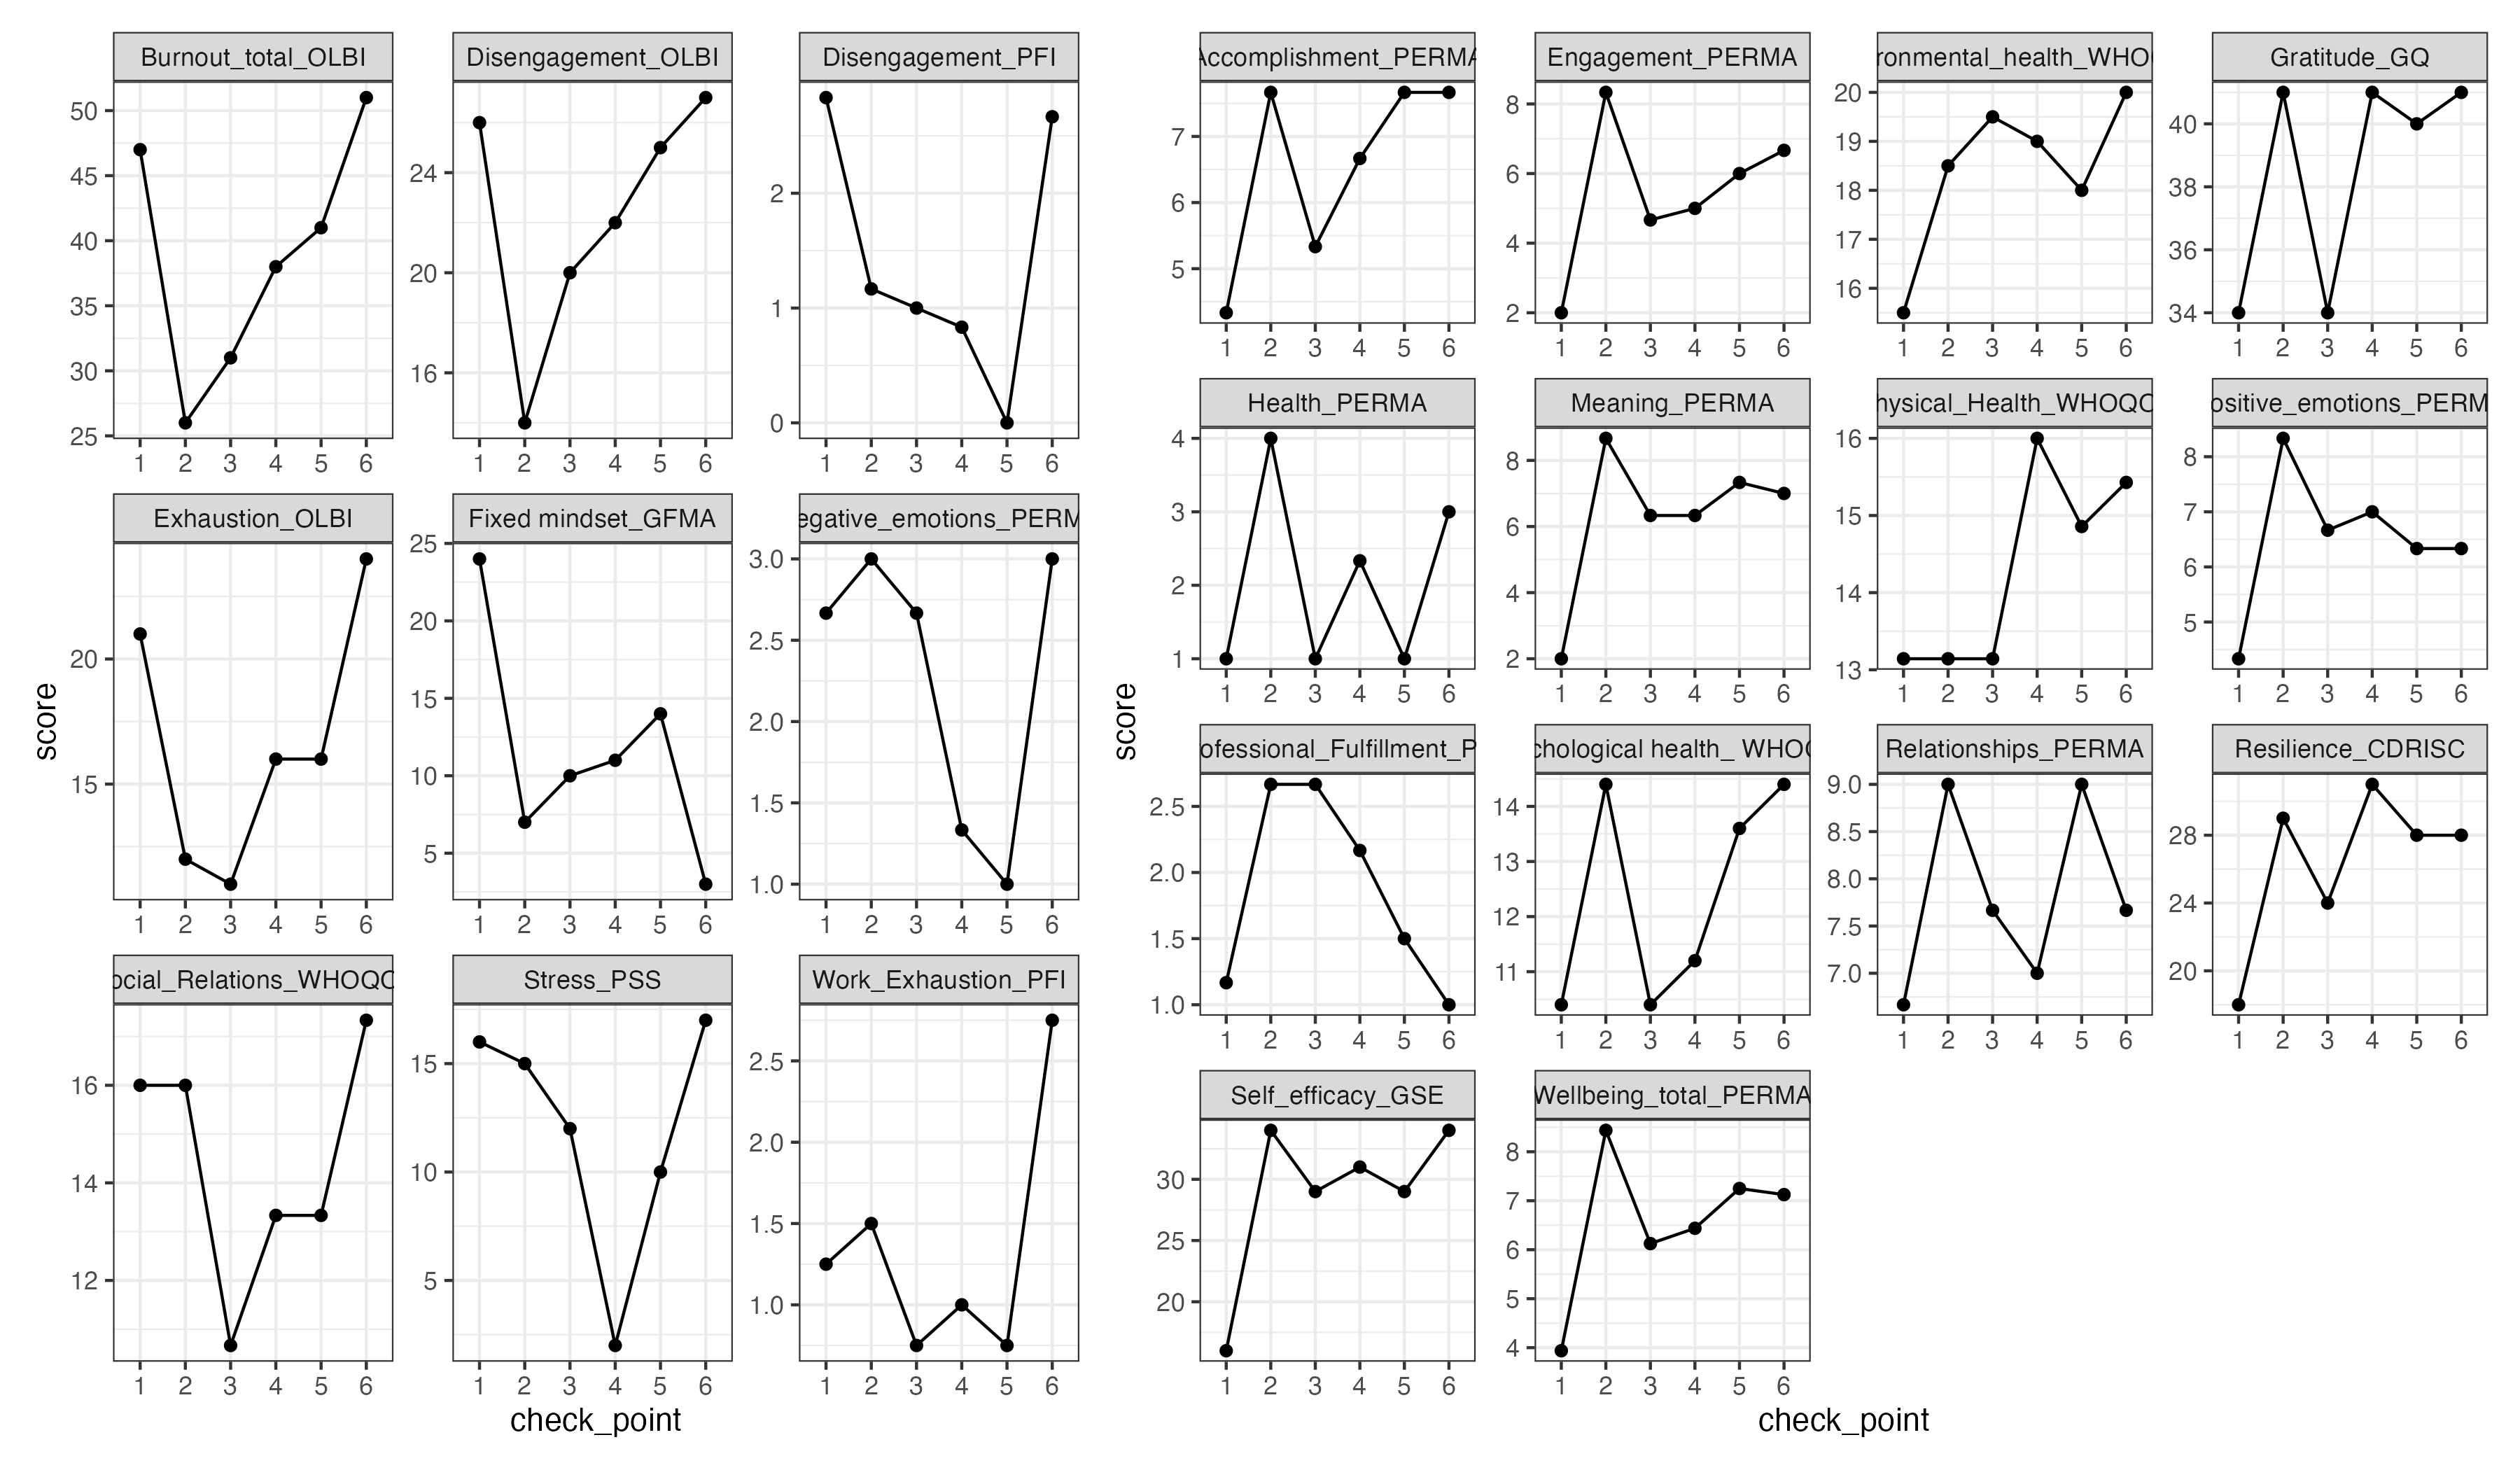 Burnout_total_OLBI
50
45
40
35
30
25
1 2 3 4 5 6
Disengagement_OLBI
24
20
16
1 2 3 4 5 6
Disengagement_PFI
2
1
0
1 2 3 4 5 6
Exhaustion_OLBI
20
15
1 2 3 4 5 6
Fixed mindset_GFMA
25
20
15
10
5
1 2 3 4 5 6
egative_emotions_PERM
3.0
2.5
2.0
1.5
1.0
1 2 3 4 5 6
ocial_Relations_WHOQO
16
14
12
1 2 3 4 5 6
Stress_PSS
15
10
5
1 2 3 4 5 6
Work_Exhaustion_PFI
2.5
2.0
1.5
1.0
1 2 3 4 5 6
score
check_point
Accomplishment_PERMA
7
6
5
1 2 3 4 5 6
Engagement_PERMA
8
6
4
2
1 2 3 4 5 6
ronmental_health_WHO
20
19
18
17
16
1 2 3 4 5 6
Gratitude_GQ
40
38
36
34
1 2 3 4 5 6
Health_PERMA
4
3
2
1
1 2 3 4 5 6
Meaning_PERMA
8
6
4
2
1 2 3 4 5 6
hysical_Health_WHOQO
16
15
14
13
1 2 3 4 5 6
ositive_emotions_PERM
8
7
6
5
1 2 3 4 5 6
ofessional_Fulfillment_P
2.5
2.0
1.5
1.0
1 2 3 4 5 6
chological health_ WHO
14
13
12
11
1 2 3 4 5 6
Relationships_PERMA
9.0
8.5
8.0
7.5
7.0
1 2 3 4 5 6
Resilience_CDRISC
28
24
20
1 2 3 4 5 6
Self_efficacy_GSE
30
25
20
1 2 3 4 5 6
Wellbeing_total_PERMA
8
7
6
5
4
1 2 3 4 5 6
score
check_point